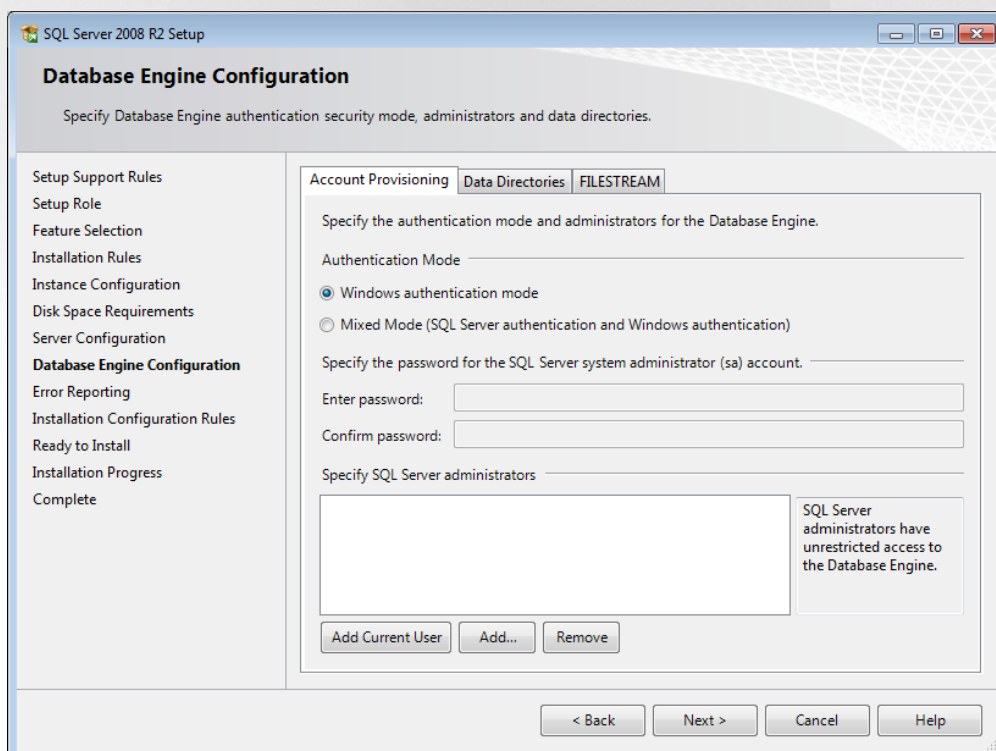 SQL Server 2008 R2 Setup
Database Engine Configuration
Specify Database Engine authentication security mode, administrators and data directories.
Setup Support Rules
Setup Role
Feature Selection
Installation Rules
Instance Configuration
Disk Space Requirements
Server Configuration
Database Engine Configuration
Error Reporting
Installation Configuration Rules
Ready to Install
Installation Progress
Complete
Account Provisioning Data Directories FILESTREAM
Specify the authentication mode and administrators for the Database Engine.
Authentication Mode
Windows authentication mode
Mixed Mode (SQL Server authentication and Windows authentication)
Specify the password for the SQL Server system administrator (sa) account.
Enter password:
Confirm password:
Specify SQL Server administrators
SQL Server
administrators have
unrestricted access to
the Database Engine.
Add Current User Add... Remove
< Back Next > Cancel Help